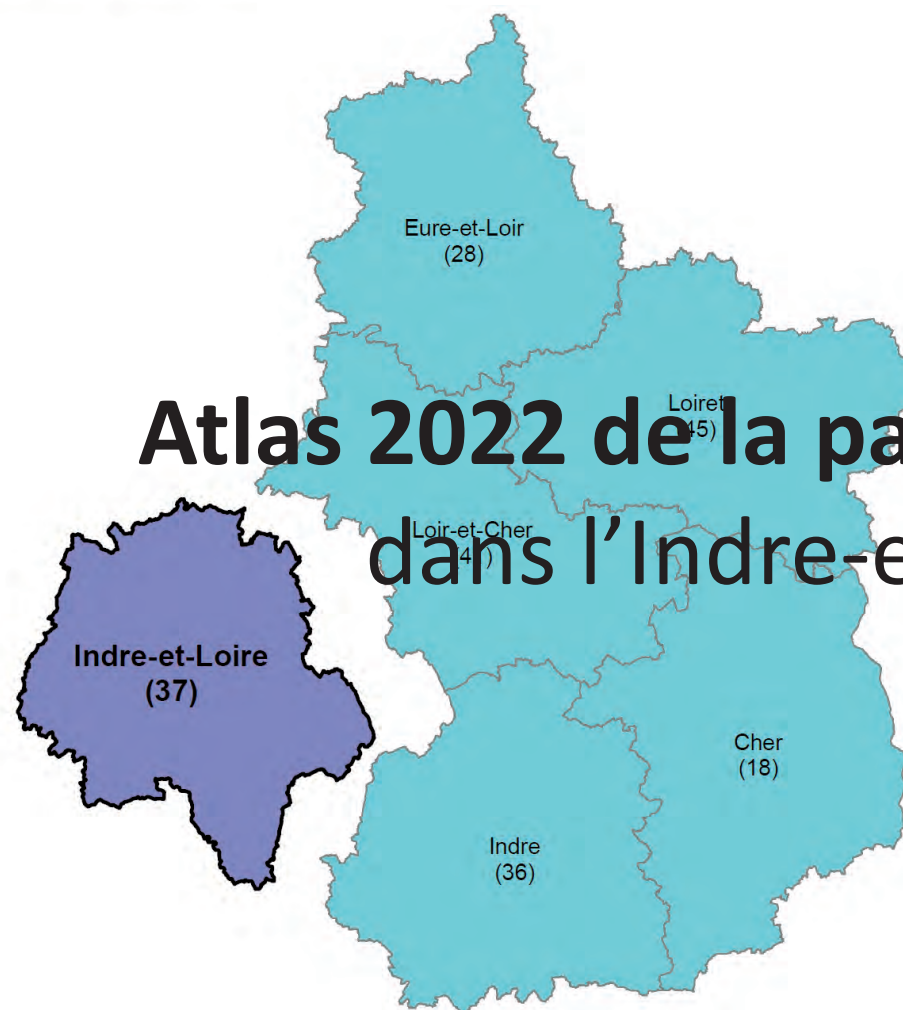 Eure-et-Loir
(28)
Loiret
45)
Atlas 2022 de la pa
Loir-et-Cher
dans l'Indre-e
Indre-et-Loire
(37)
Cher
(18)
Indre
(36)